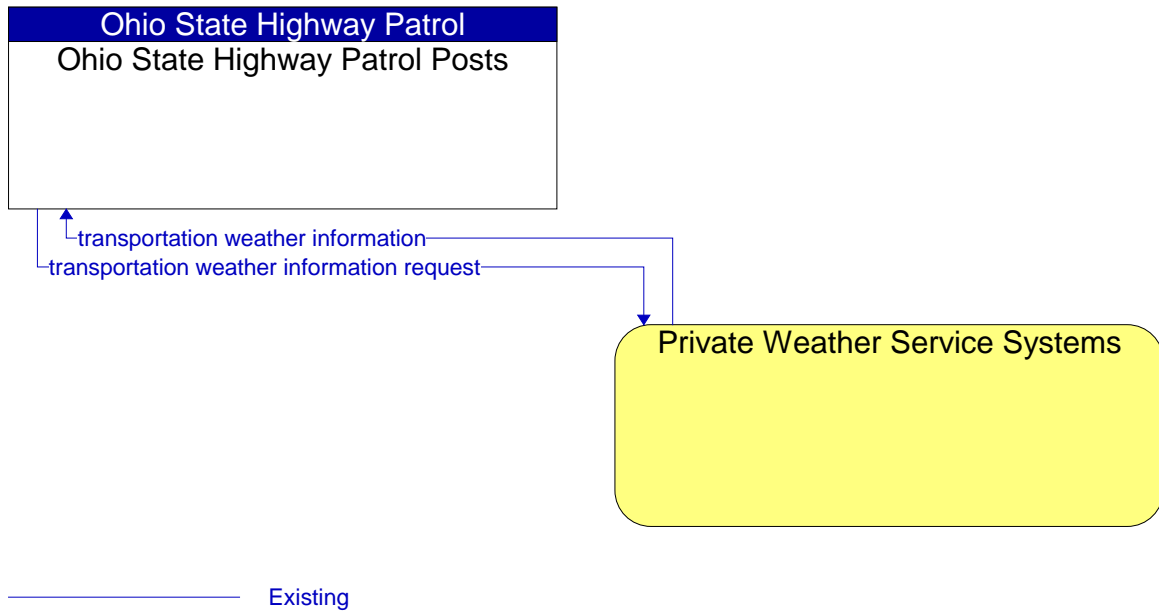 Ohio State Highway Patrol
Ohio State Highway Patrol Posts
transportation weather information
transportation weather information request
Private Weather Service Systems
Existing